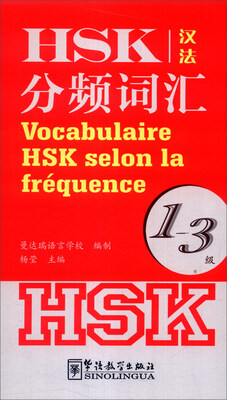 HSK 汉法
分频词汇
Vocabulaire
HSK selon la
fréquence
1-3级
曼达瑞语言学校 编制
杨莹 主编
HSK
华语教学出版社
SINOLINGUA